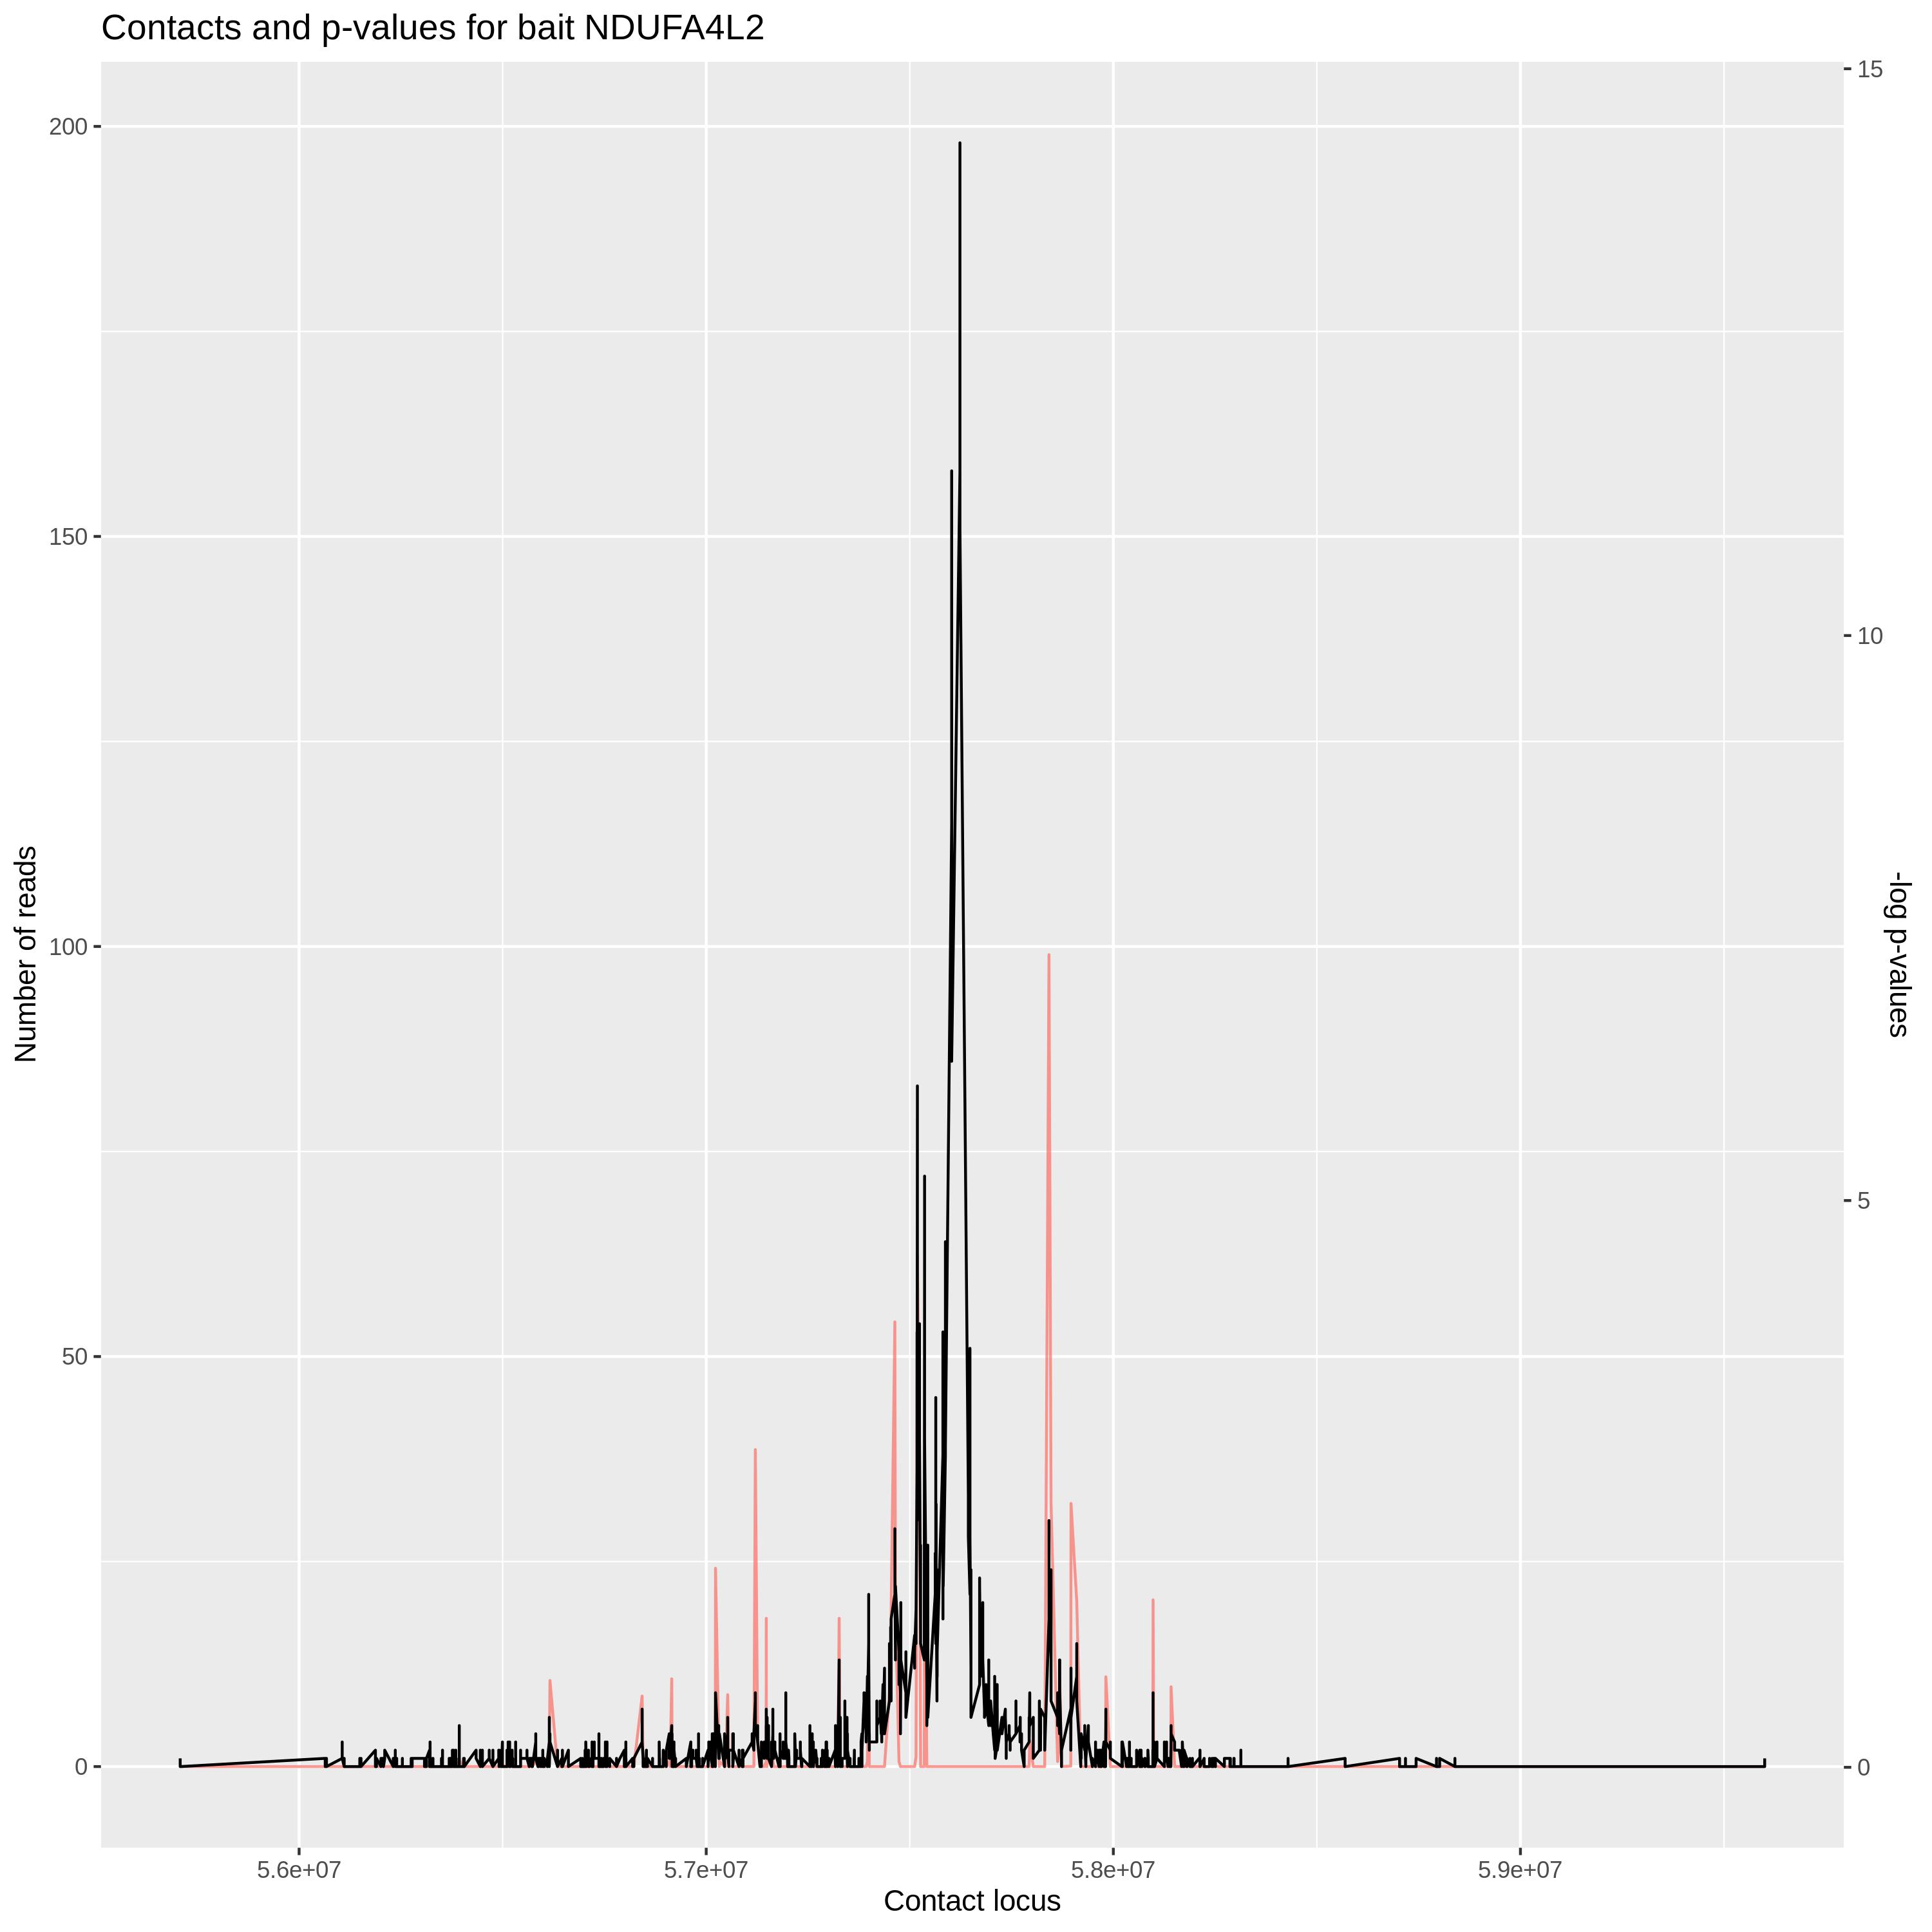 Contacts and p-values for bait NDUFA4L2
200
150
100
50
0
Number of reads
15
10
5
0
-log p-values
5.6e+07
5.7e+07
5.8e+07
5.9e+07
Contact locus